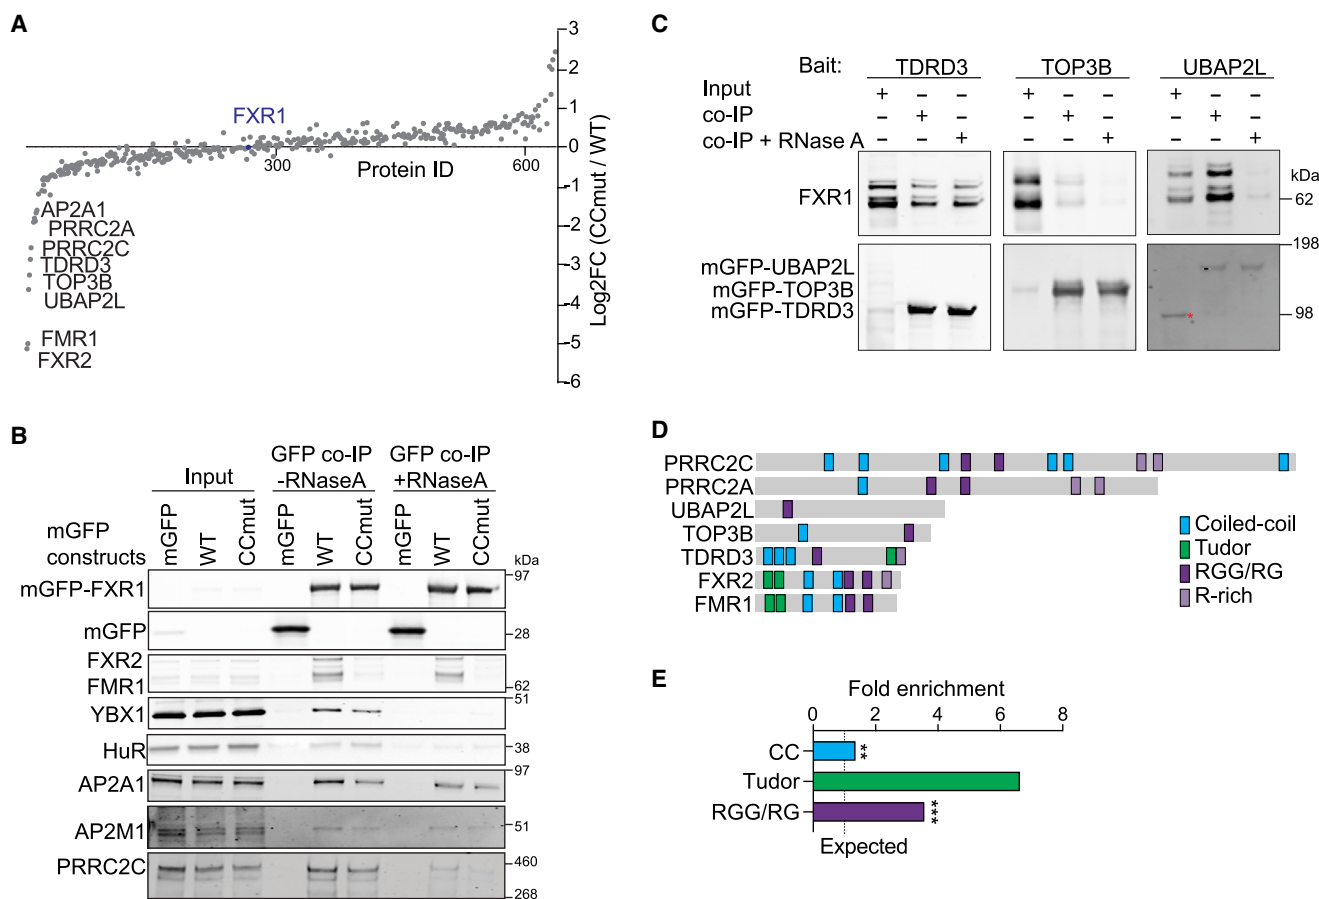 A
3
2
1
0
-1
-2
-3
-4
-5
-6
Log2FC (CCmut / WT)
FXR1
300
Protein ID
600
AP2A1
PRRC2A
PRRC2C
TDRD3
TOP3B
UBAP2L
FMR1
FXR2
B
Input
GFP co-IP
-RNaseA
GFP co-IP
+RNaseA
mGFP
constructs
mGFP
WT
CCmut
mGFP
WT
CCmut
mGFP
WT
CCmut
kDa
mGFP-FXR1
97
mGFP
28
FXR2
FMR1
62
YBX1
51
HuR
38
AP2A1
97
AP2M1
51
PRRC2C
460
268
C
Bait: TDRD3 TOP3B UBAP2L
Input + – – + – – + – –
co-IP – + – – + – – + –
co-IP + RNase A – – + – – + – – +
FXR1
kDa
62
198
mGFP-UBAP2L
mGFP-TOP3B
mGFP-TDRD3
98
*
D
PRRC2C
PRRC2A
UBAP2L
TOP3B
TDRD3
FXR2
FMR1
Coiled-coil
Tudor
RGG/RG
R-rich
E
Fold enrichment
0 2 4 6 8
CC **
Tudor
RGG/RG ***
Expected